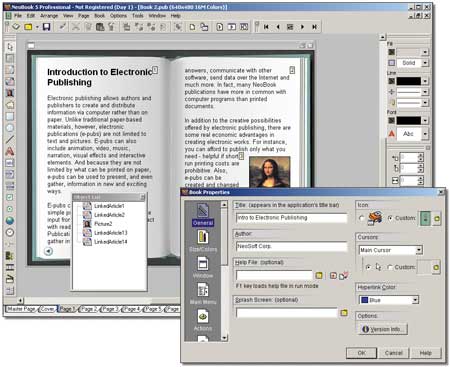 NeoBook 5 Professional - Not Registered (Day 1) - [Book 2.pub (640x480 16M Colors)]
File Edit Arrange View Page Book Options Tools Window Help
Introduction to Electronic
Publishing
Electronic publishing allows authors and
publishers to create and distribute
information via computer rather than on
paper. Unlike traditional paper-based
materials, however, electronic
publications (e-pubs) are not limited to
text and pictures. E-pubs can also
include animation, video, music,
narration, visual effects and interactive
elements. And because they are not
limited by what can be printed on paper,
e-pubs can be used to present, and even
gather, information in new and exciting
ways.
answers, communicate with other
software, send data over the Internet and
much more. In fact, many NeoBook
publications have more in common with
computer programs than printed
documents.
In addition to the creative possibilities
offered by electronic publishing, there
are some real economic advantages in
creating electronic works. For instance,
you can afford to publish only what you
need - helpful if short
run printing costs are
prohibitive. Also,
e-pubs can be
created and changed
Object List
LinkedArticle1
LinkedArticle2
Picture2
LinkedArticle13
LinkedArticle14
Master Page Cover Page 1 Page 2 Page 3 Page 4 Page 5
Fill
Solid
Line
Font
Abc
Book Properties
General
Size/Colors
Window
Main Menu
Actions
Title: (appears in the application's title bar)
Intro to Electronic Publishing
Author:
NeoSoft Corp.
Help File: (optional)
F1 key loads help file in run mode
Splash Screen: (optional)
Icon:
Custom:
Cursors:
Main Cursor
Custom:
Hyperlink Color:
Blue
Options:
Version Info...
OK Cancel Help